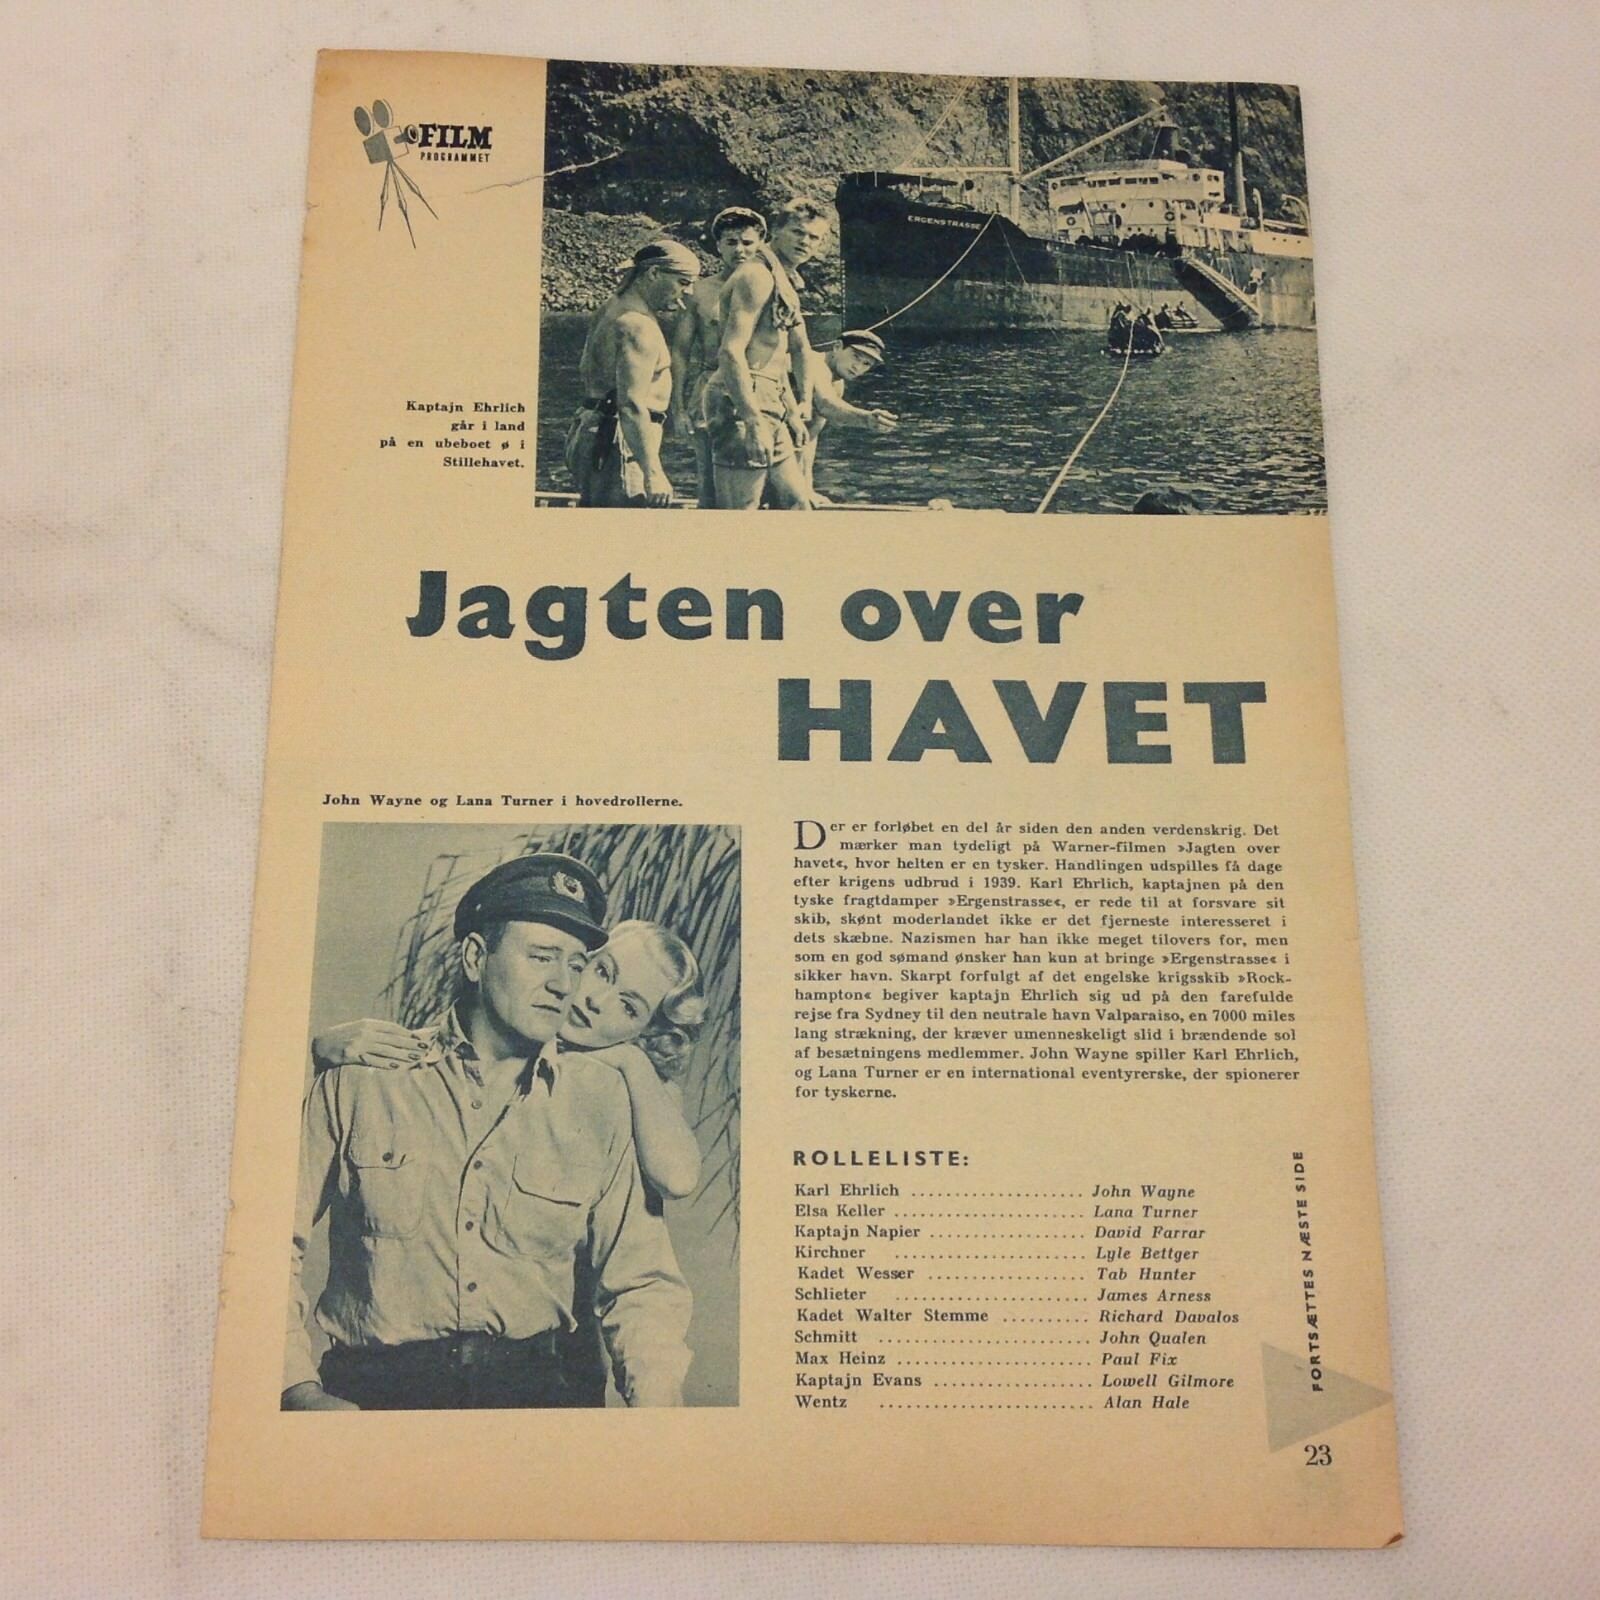 FILM
PROGRAMMET
ERGENSTRASSE
Kaptajn Ehrlich
går i land
på en ubeboet ø i
Stillehavet.
Jagten over
HAVET
John Wayne og Lana Turner i hovedrollerne.
Der er forløbet en del år siden den anden verdenskrig. Det
mærker man tydeligt på Warner-filmen »Jagten over
havet«, hvor helten er en tysker. Handlingen udspilles få dage
efter krigens udbrud i 1939. Karl Ehrlich, kaptajnen på den
tyske fragtdamper »Ergenstrasse«, er rede til at forsvare sit
skib, skønt moderlandet ikke er det fjerneste interesseret i
dets skæbne. Nazismen har han ikke meget tilovers for, men
som en god sømand ønsker han kun at bringe »Ergenstrasse« i
sikker havn. Skarpt forfulgt af det engelske krigsskib »Rock-
hampton« begiver kaptajn Ehrlich sig ud på den farefulde
rejse fra Sydney til den neutrale havn Valparaiso, en 7000 miles
lang strækning, der kræver umenneskeligt slid i brændende sol
af besætningens medlemmer. John Wayne spiller Karl Ehrlich,
og Lana Turner er en international eventyrerske, der spionerer
for tyskerne.
ROLLELISTE:
Karl Ehrlich .................... John Wayne
Elsa Keller ...................... Lana Turner
Kaptajn Napier .................. David Farrar
Kirchner ...................... Lyle Bettger
Kadet Wesser .................. Tab Hunter
Schlieter ...................... James Arness
Kadet Walter Stemme .......... Richard Davalos
Schmitt ........................ John Qualen
Max Heinz ...................... Paul Fix
Kaptajn Evans .................. Lowell Gilmore
Wentz ......................... Alan Hale
FORTSÆTTES NÆSTE SIDE
23